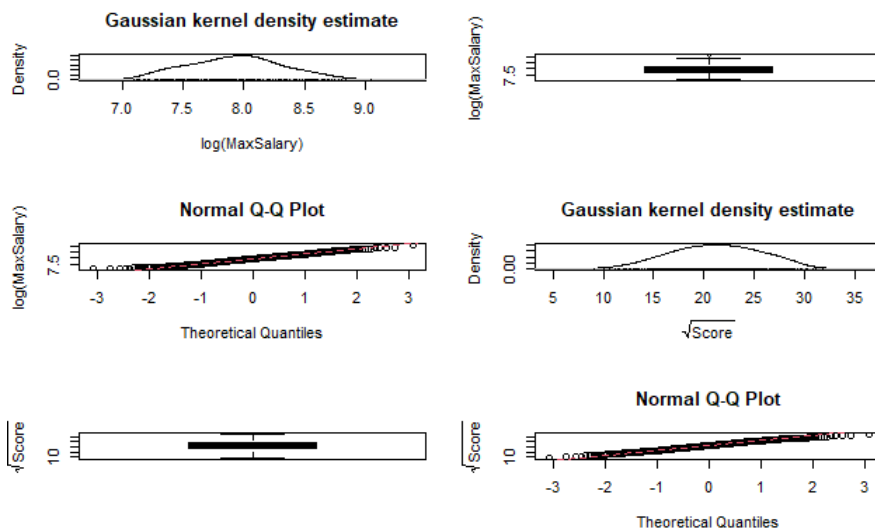 Gaussian kernel density estimate
Density
0.0
7.0 7.5 8.0 8.5 9.0
log(MaxSalary)
log(MaxSalary)
7.5
Normal Q-Q Plot
log(MaxSalary)
7.5
-3 -2 -1 0 1 2 3
Theoretical Quantiles
Gaussian kernel density estimate
Density
0.00
5 10 15 20 25 30 35
√Score
√Score
10
Normal Q-Q Plot
√Score
10
-3 -2 -1 0 1 2 3
Theoretical Quantiles